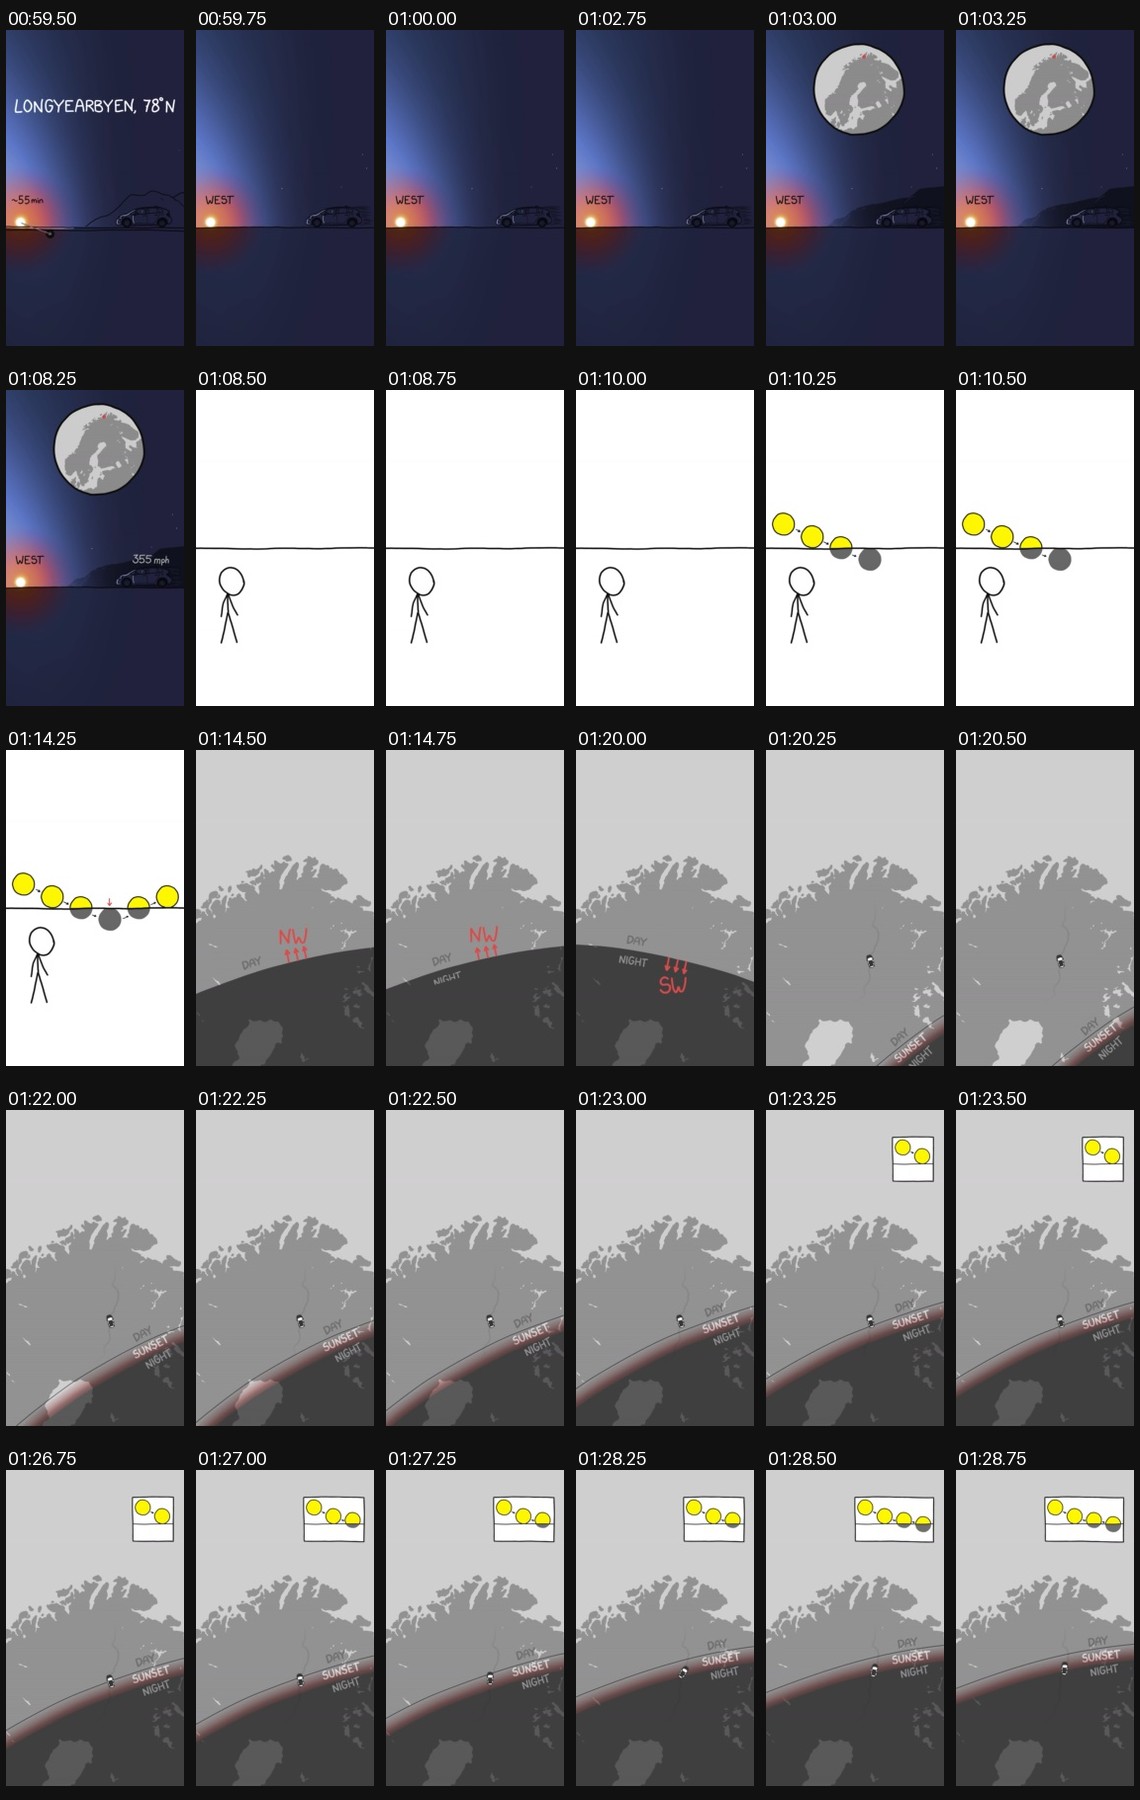 00:59.50
00:59.75
01:00.00
01:02.75
01:03.00
01:03.25
LONGYEARBYEN, 78°N
~55 min
WEST
WEST
WEST
WEST
WEST
01:08.25
01:08.50
01:08.75
01:10.00
01:10.25
01:10.50
WEST
355 mph
01:14.25
01:14.50
01:14.75
01:20.00
01:20.25
01:20.50
NW
DAY
NW
DAY
NIGHT
DAY
NIGHT
SW
DAY
SUNSET
NIGHT
DAY
SUNSET
NIGHT
01:22.00
01:22.25
01:22.50
01:23.00
01:23.25
01:23.50
DAY
SUNSET
NIGHT
DAY
SUNSET
NIGHT
DAY
SUNSET
NIGHT
DAY
SUNSET
NIGHT
DAY
SUNSET
NIGHT
DAY
SUNSET
NIGHT
01:26.75
01:27.00
01:27.25
01:28.25
01:28.50
01:28.75
DAY
SUNSET
NIGHT
DAY
SUNSET
NIGHT
DAY
SUNSET
NIGHT
DAY
SUNSET
NIGHT
DAY
SUNSET
NIGHT
DAY
SUNSET
NIGHT